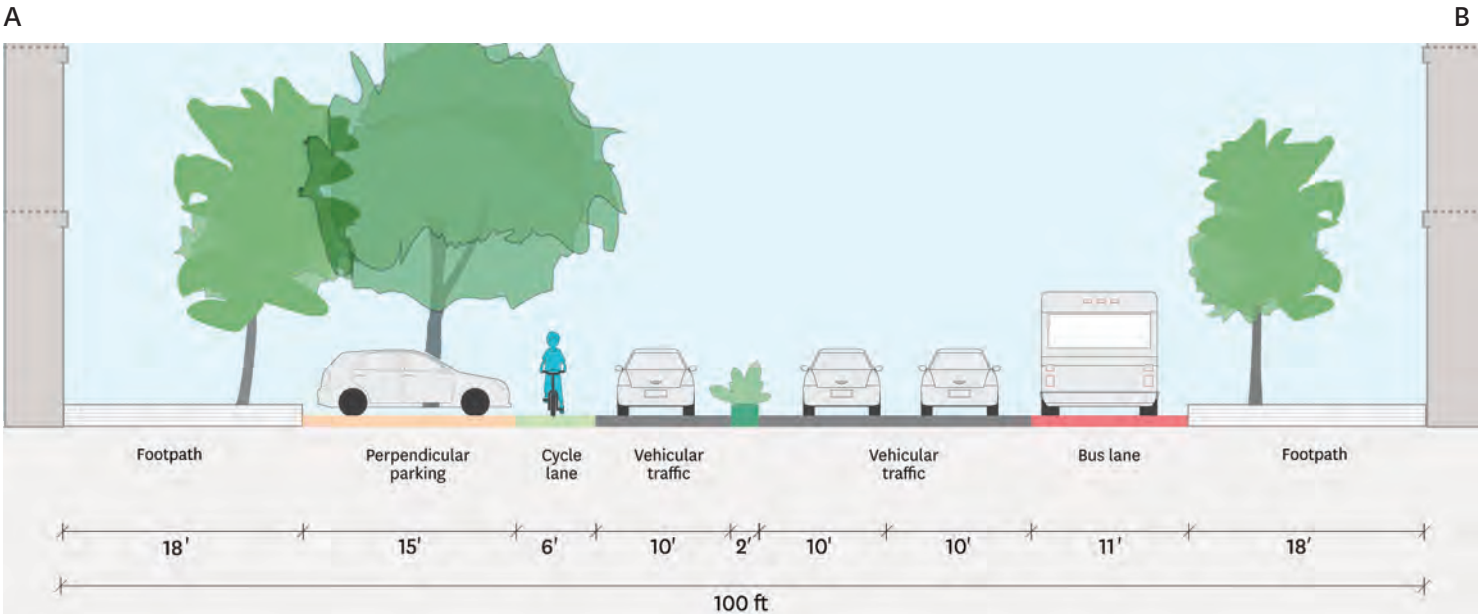 A
B
Footpath
Perpendicular
parking
Cycle
lane
Vehicular
traffic
Vehicular
traffic
Bus lane
Footpath
18'
15'
6'
10'
2'
10'
10'
11'
18'
100 ft